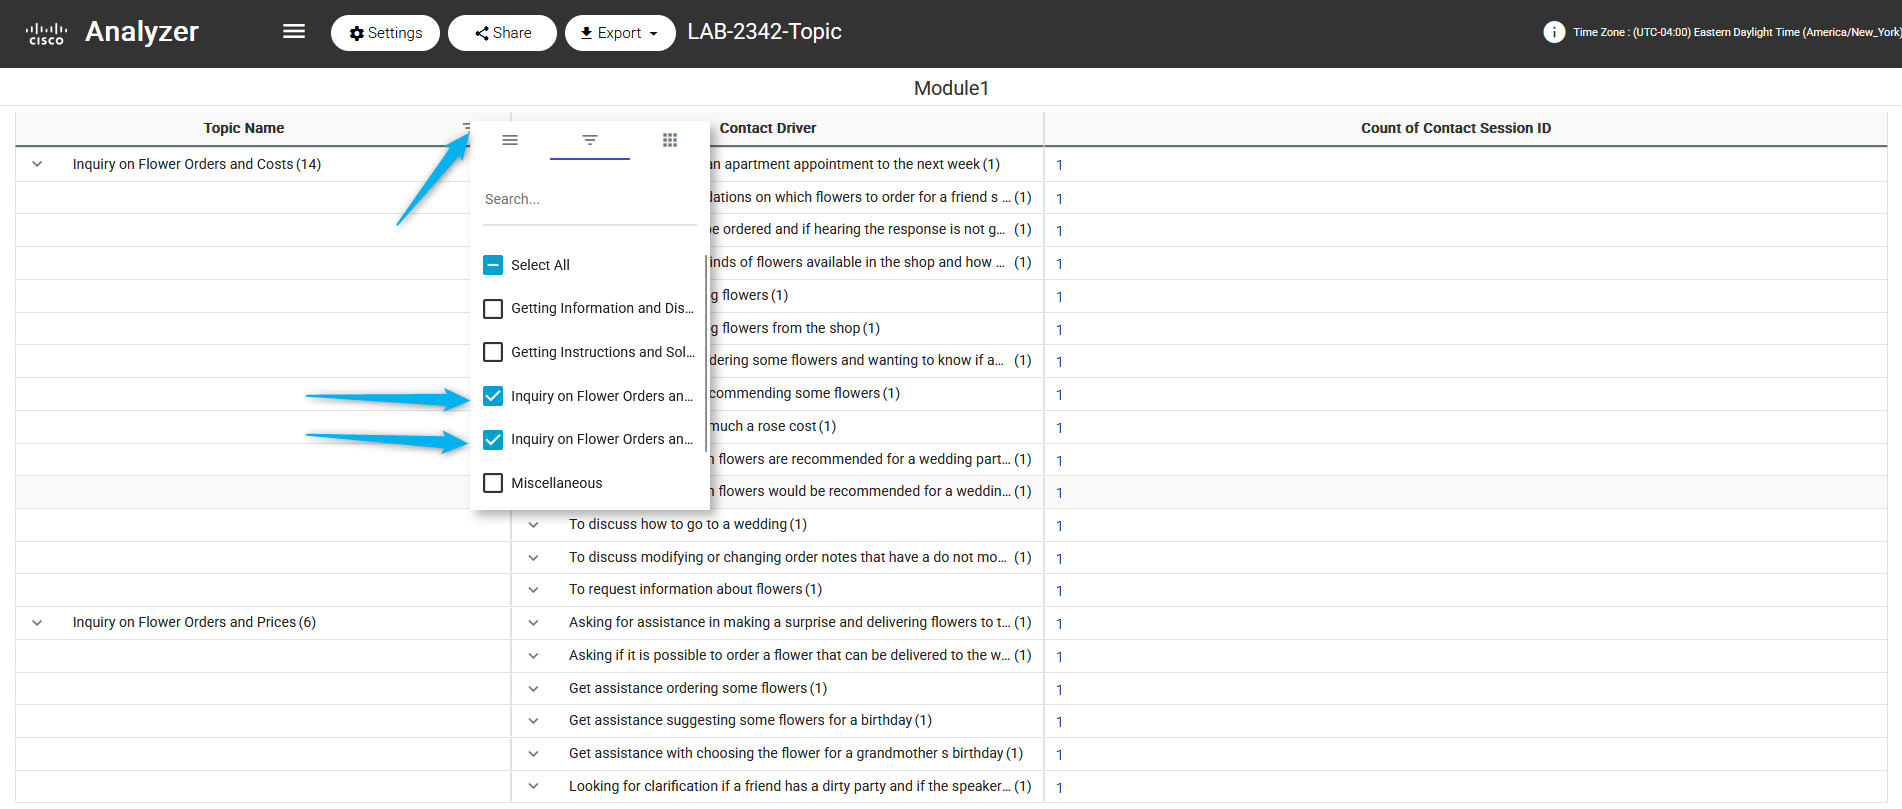 CISCO Analyzer Settings Share Export LAB-2342-Topic Time Zone : (UTC-04:00) Eastern Daylight Time (America/New_York)
Module1
Topic Name Contact Driver Count of Contact Session ID
Inquiry on Flower Orders and Costs (14) an apartment appointment to the next week (1) 1
Search... dations on which flowers to order for a friend s ... (1) 1
be ordered and if hearing the response is not g... (1) 1
Select All inds of flowers available in the shop and how ... (1) 1
Getting Information and Dis... g flowers (1) 1
g flowers from the shop (1) 1
Getting Instructions and Sol... dering some flowers and wanting to know if a... (1) 1
Inquiry on Flower Orders an... commending some flowers (1) 1
much a rose cost (1) 1
Inquiry on Flower Orders an... n flowers are recommended for a wedding part... (1) 1
Miscellaneous n flowers would be recommended for a weddin... (1) 1
To discuss how to go to a wedding (1) 1
To discuss modifying or changing order notes that have a do not mo... (1) 1
To request information about flowers (1) 1
Inquiry on Flower Orders and Prices (6) Asking for assistance in making a surprise and delivering flowers to t... (1) 1
Asking if it is possible to order a flower that can be delivered to the w... (1) 1
Get assistance ordering some flowers (1) 1
Get assistance suggesting some flowers for a birthday (1) 1
Get assistance with choosing the flower for a grandmother s birthday (1) 1
Looking for clarification if a friend has a dirty party and if the speaker... (1) 1